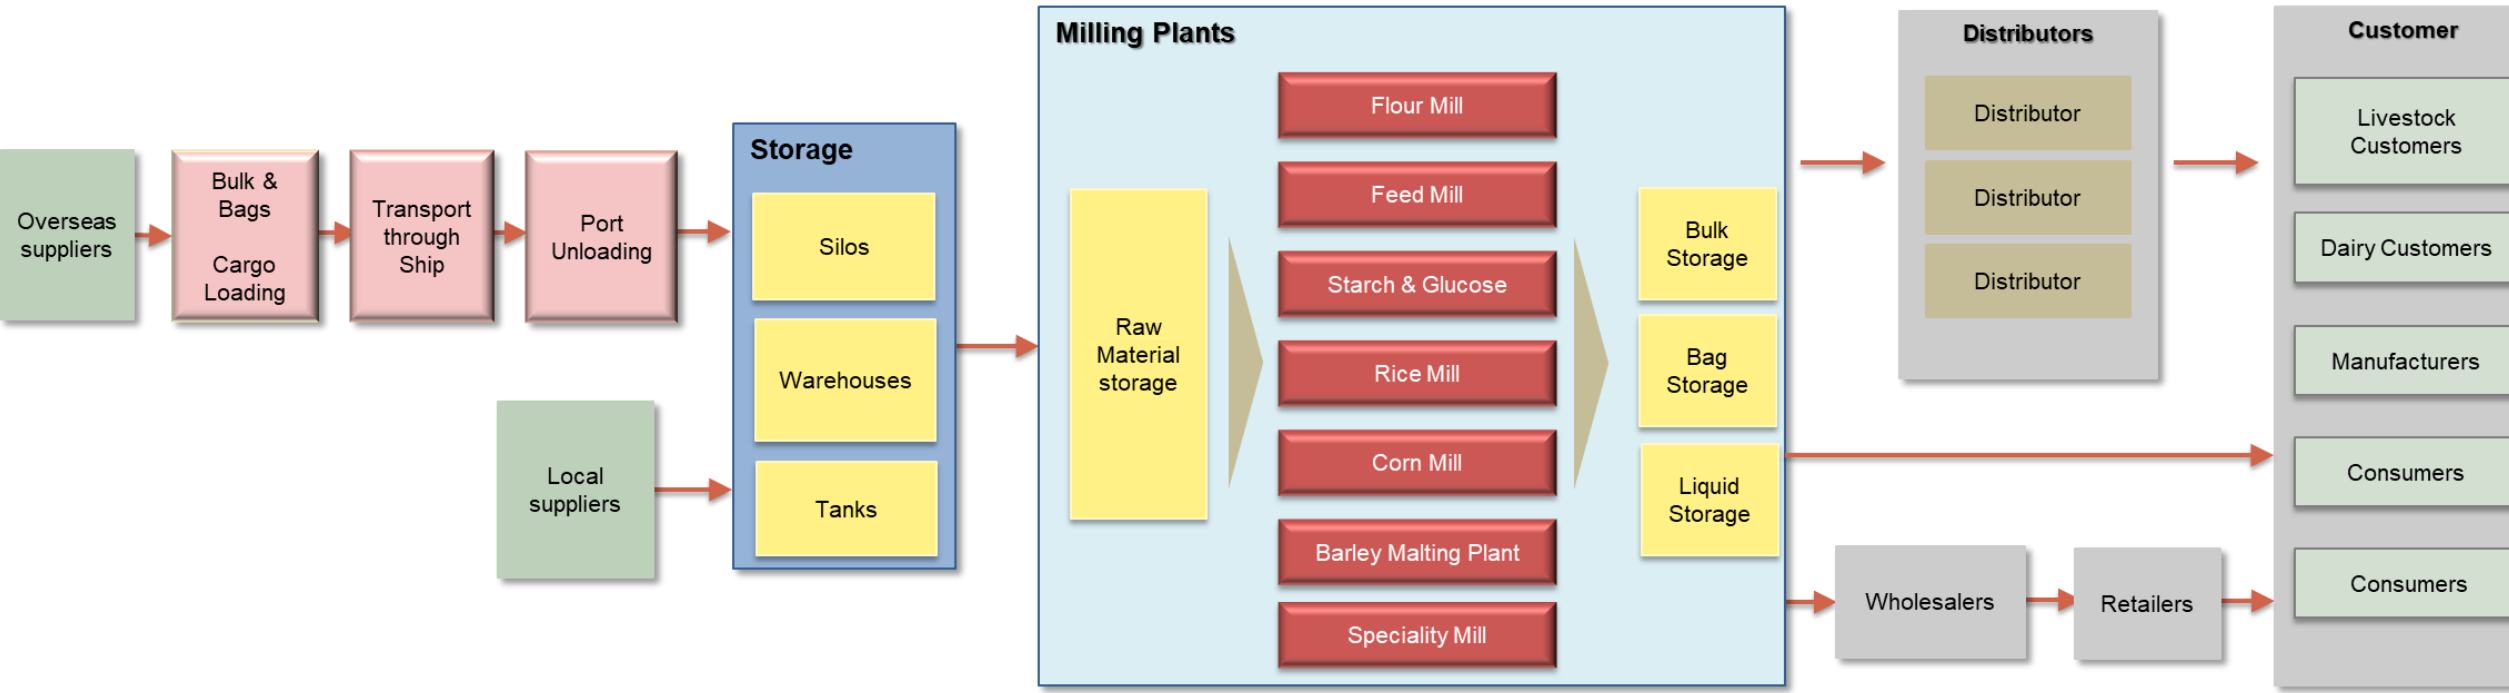 Overseas
suppliers
Bulk &
Bags
Cargo
Loading
Transport
through
Ship
Port
Unloading
Local
suppliers
Storage
Silos
Warehouses
Tanks
Milling Plants
Raw
Material
storage
Flour Mill
Feed Mill
Starch & Glucose
Rice Mill
Corn Mill
Barley Malting Plant
Speciality Mill
Bulk
Storage
Bag
Storage
Liquid
Storage
Distributors
Distributor
Distributor
Distributor
Wholesalers
Retailers
Customer
Livestock
Customers
Dairy Customers
Manufacturers
Consumers
Consumers